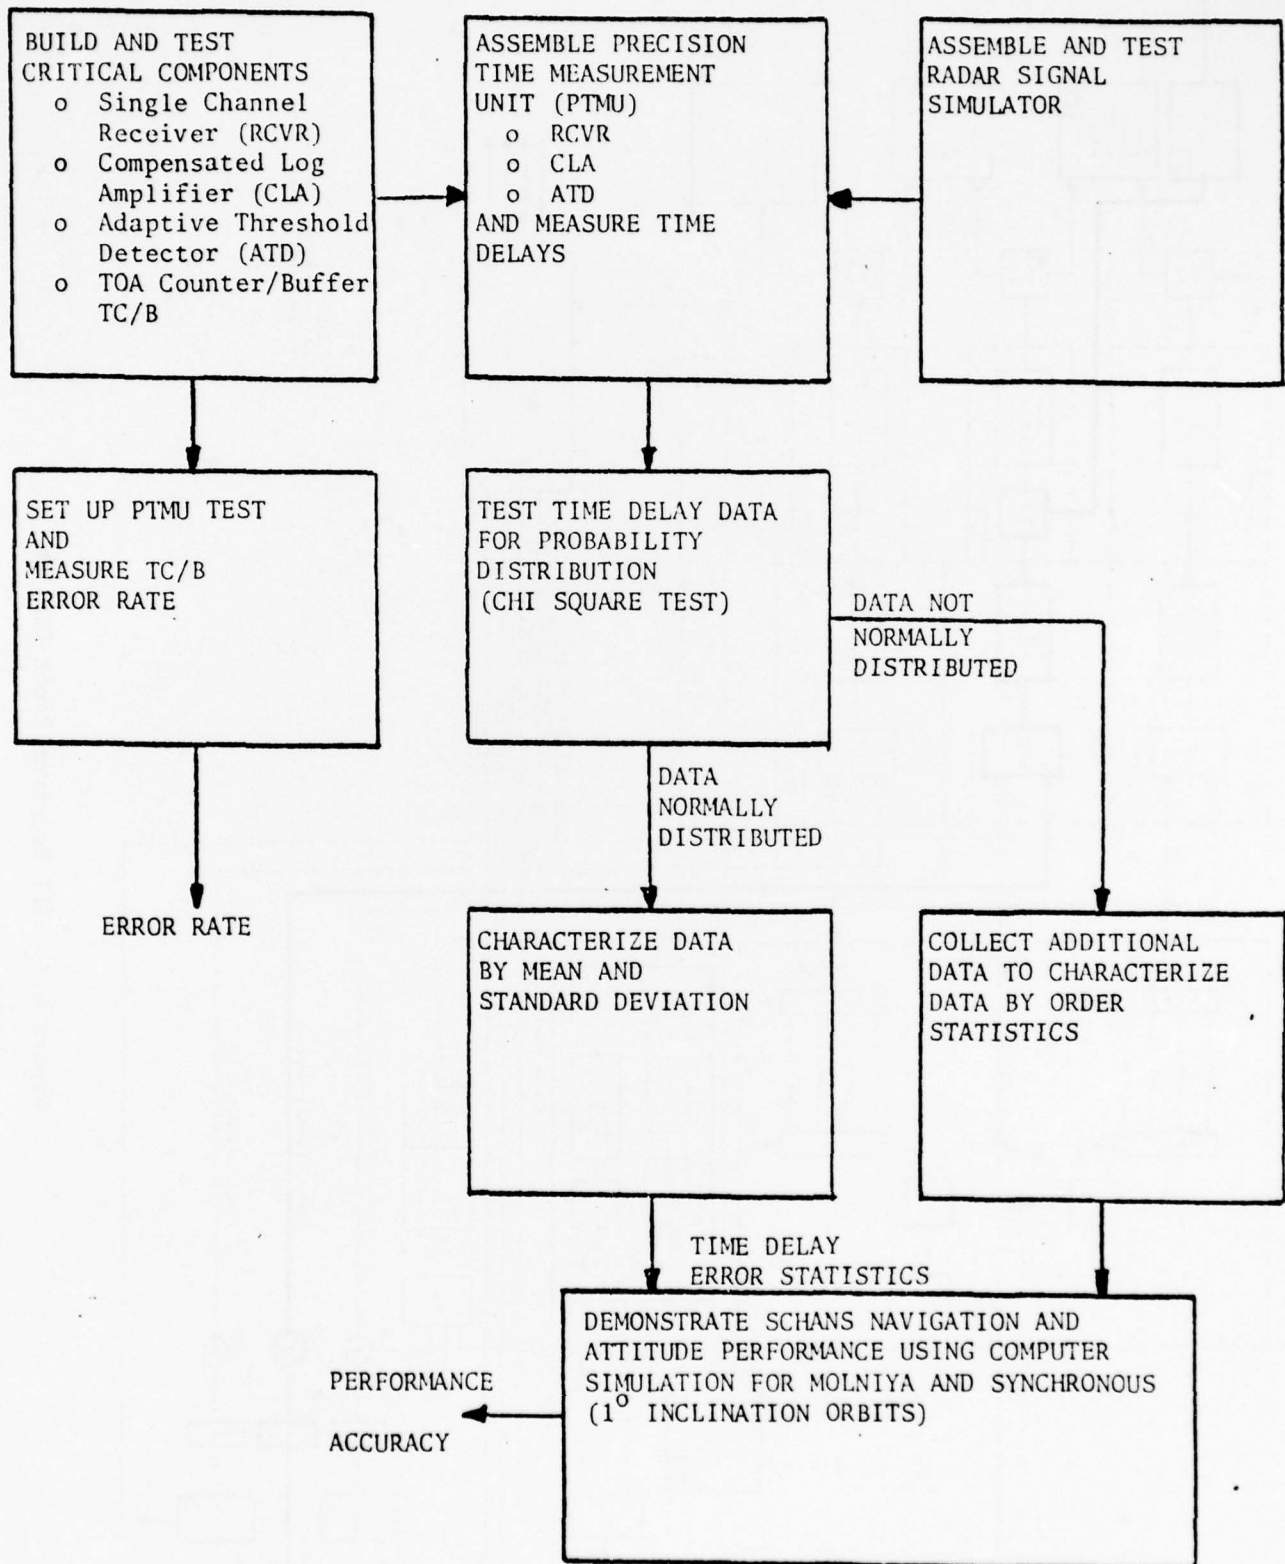 BUILD AND TEST
CRITICAL COMPONENTS
o Single Channel
Receiver (RCVR)
o Compensated Log
Amplifier (CLA)
o Adaptive Threshold
Detector (ATD)
o TOA Counter/Buffer
TC/B
ASSEMBLE PRECISION
TIME MEASUREMENT
UNIT (PTMU)
o RCVR
o CLA
o ATD
AND MEASURE TIME
DELAYS
ASSEMBLE AND TEST
RADAR SIGNAL
SIMULATOR
SET UP PTMU TEST
AND
MEASURE TC/B
ERROR RATE
TEST TIME DELAY DATA
FOR PROBABILITY
DISTRIBUTION
(CHI SQUARE TEST)
DATA NOT
NORMALLY
DISTRIBUTED
DATA
NORMALLY
DISTRIBUTED
ERROR RATE
CHARACTERIZE DATA
BY MEAN AND
STANDARD DEVIATION
COLLECT ADDITIONAL
DATA TO CHARACTERIZE
DATA BY ORDER
STATISTICS
TIME DELAY
ERROR STATISTICS
DEMONSTRATE SCHANS NAVIGATION AND
ATTITUDE PERFORMANCE USING COMPUTER
SIMULATION FOR MOLNIYA AND SYNCHRONOUS
(1° INCLINATION ORBITS)
PERFORMANCE
ACCURACY